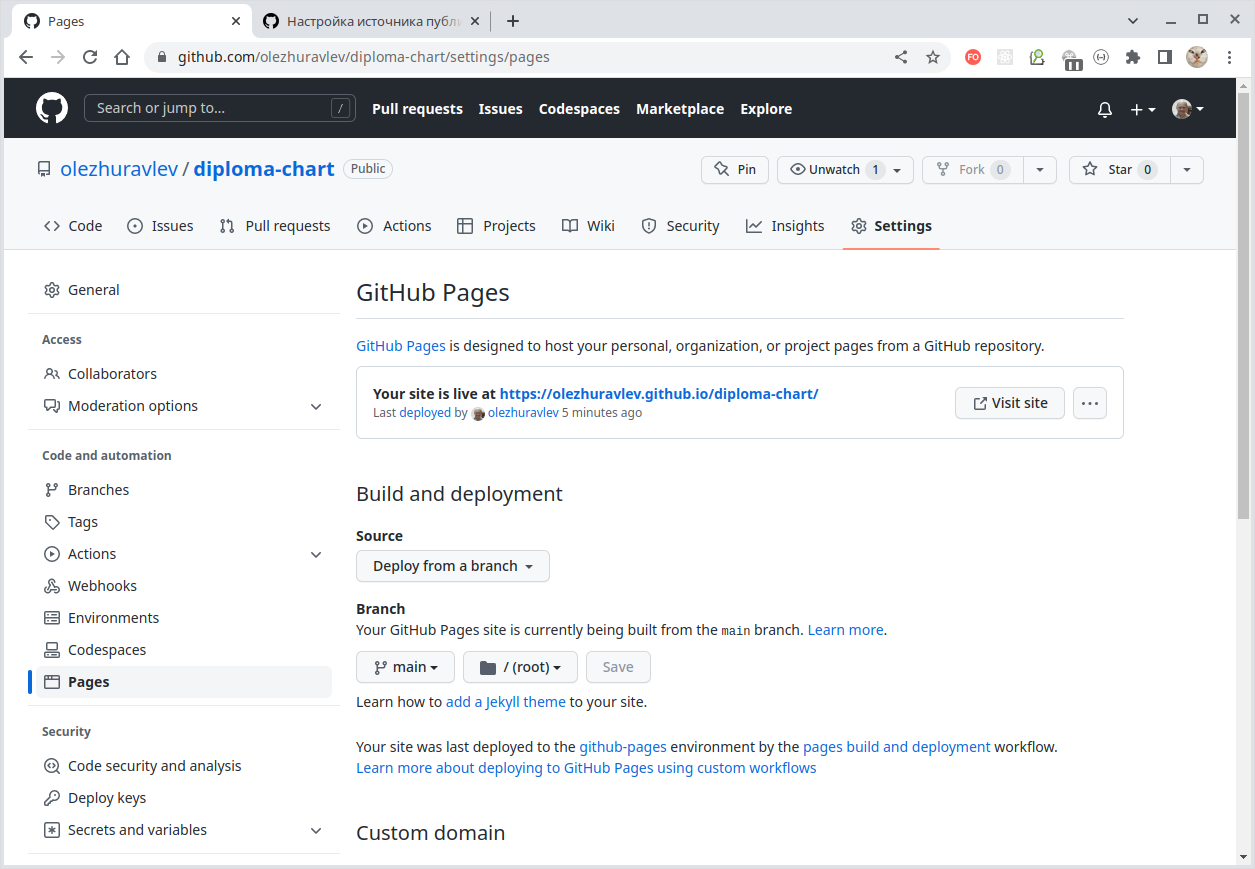 Pages
Настройка источника публи
github.com/olezhuravlev/diploma-chart/settings/pages
FO
Search or jump to... /
Pull requests Issues Codespaces Marketplace Explore
olezhuravlev / diploma-chart Public
Pin Unwatch 1 Fork 0 Star 0
Code Issues Pull requests Actions Projects Wiki Security Insights Settings
General
Access
Collaborators
Moderation options
Code and automation
Branches
Tags
Actions
Webhooks
Environments
Codespaces
Pages
Security
Code security and analysis
Deploy keys
Secrets and variables
GitHub Pages
GitHub Pages is designed to host your personal, organization, or project pages from a GitHub repository.
Your site is live at https://olezhuravlev.github.io/diploma-chart/
Last deployed by olezhuravlev 5 minutes ago
Visit site
Build and deployment
Source
Deploy from a branch
Branch
Your GitHub Pages site is currently being built from the main branch. Learn more.
main / (root) Save
Learn how to add a Jekyll theme to your site.
Your site was last deployed to the github-pages environment by the pages build and deployment workflow.
Learn more about deploying to GitHub Pages using custom workflows
Custom domain